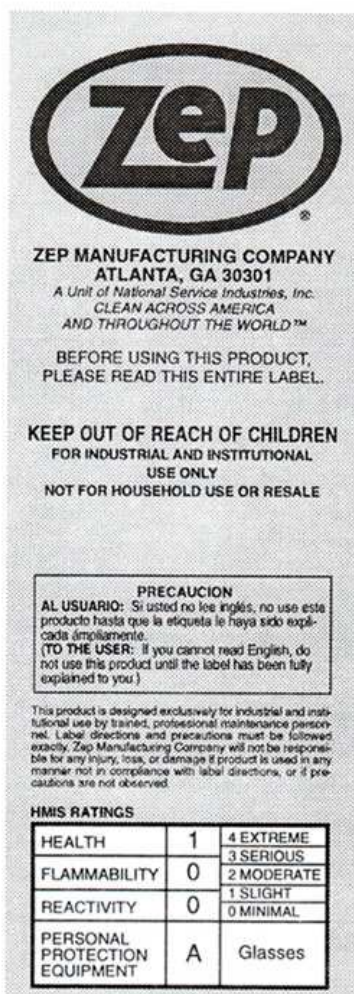 Zep
®
ZEP MANUFACTURING COMPANY
ATLANTA, GA 30301
A Unit of National Service Industries, Inc.
CLEAN ACROSS AMERICA
AND THROUGHOUT THE WORLD™
BEFORE USING THIS PRODUCT,
PLEASE READ THIS ENTIRE LABEL.
KEEP OUT OF REACH OF CHILDREN
FOR INDUSTRIAL AND INSTITUTIONAL
USE ONLY
NOT FOR HOUSEHOLD USE OR RESALE
PRECAUCION
AL USUARIO: Si usted no lee inglés, no use este
producto hasta que la etiqueta le haya sido expli-
cada ámpliamente.
(TO THE USER: If you cannot read English, do
not use this product until the label has been fully
explained to you.)
This product is designed exclusively for industrial and insti-
tutional use by trained, professional maintenance person-
nel. Label directions and precautions must be followed
exactly. Zep Manufacturing Company will not be responsi-
ble for any injury, loss, or damage if product is used in any
manner not in compliance with label directions, or if pre-
cautions are not observed.
HMIS RATINGS
HEALTH 1
FLAMMABILITY 0
REACTIVITY 0
4 EXTREME
3 SERIOUS
2 MODERATE
1 SLIGHT
0 MINIMAL
PERSONAL
PROTECTION
EQUIPMENT
A
Glasses